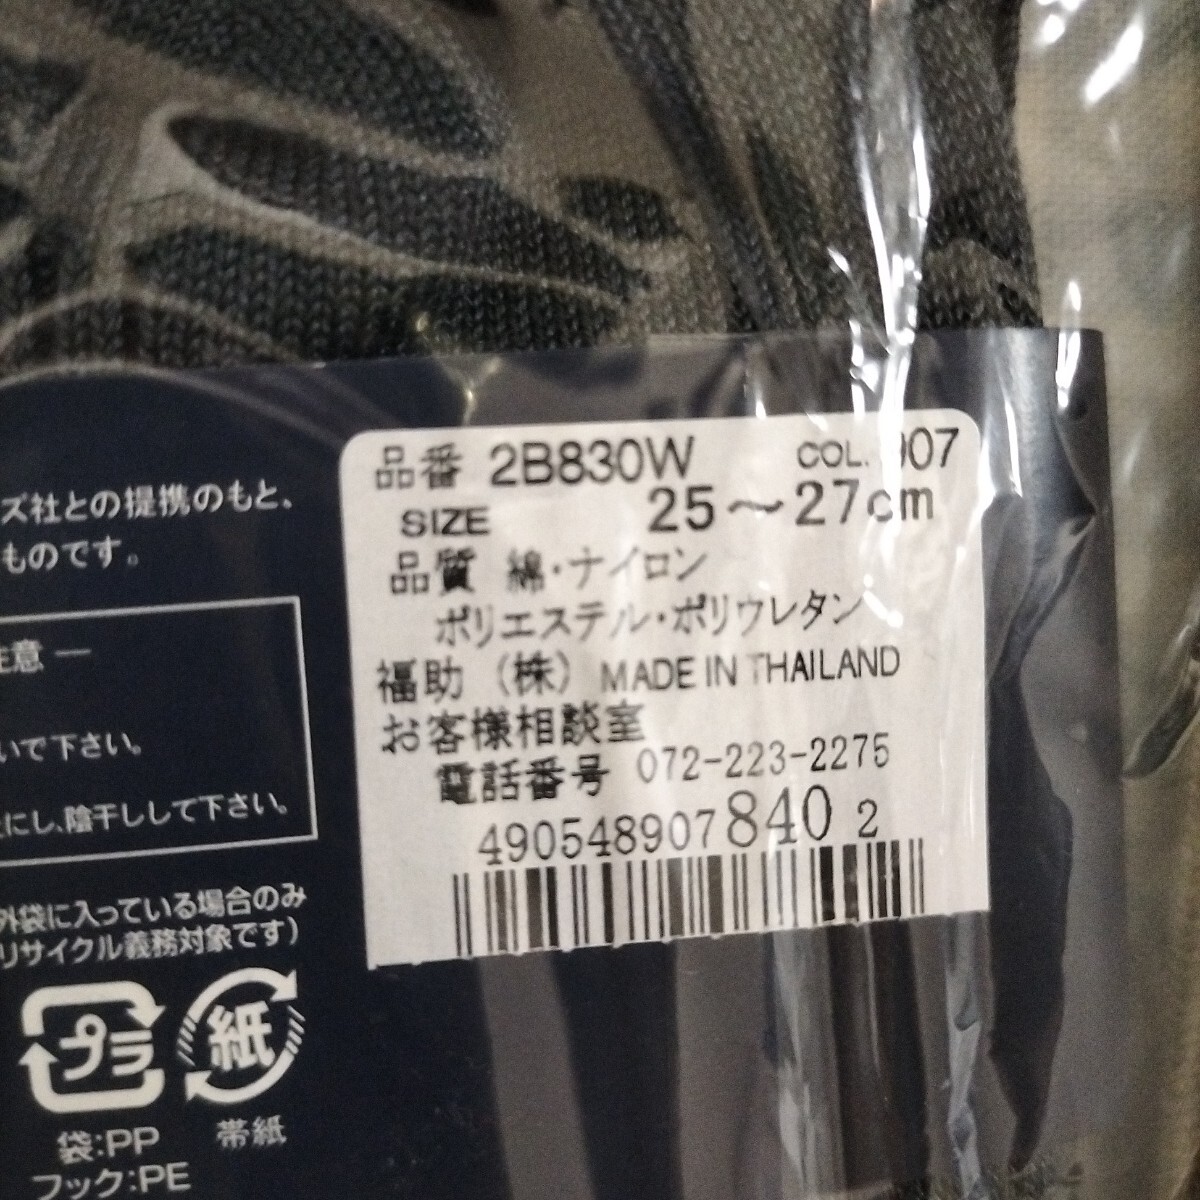 ズ社との提携のもと、
ものです。
注意 ー
いで下さい。
にし、陰干しして下さい。
外袋に入っている場合のみ
リサイクル義務対象です)
プラ
紙
袋:PP
帯紙
フック:PE
品番 2B830W COL. 907
SIZE 25～27cm
品質 綿・ナイロン
ポリエステル・ポリウレタン
福助(株) MADE IN THAILAND
お客様相談室
電話番号 072-223-2275
490548907840 2